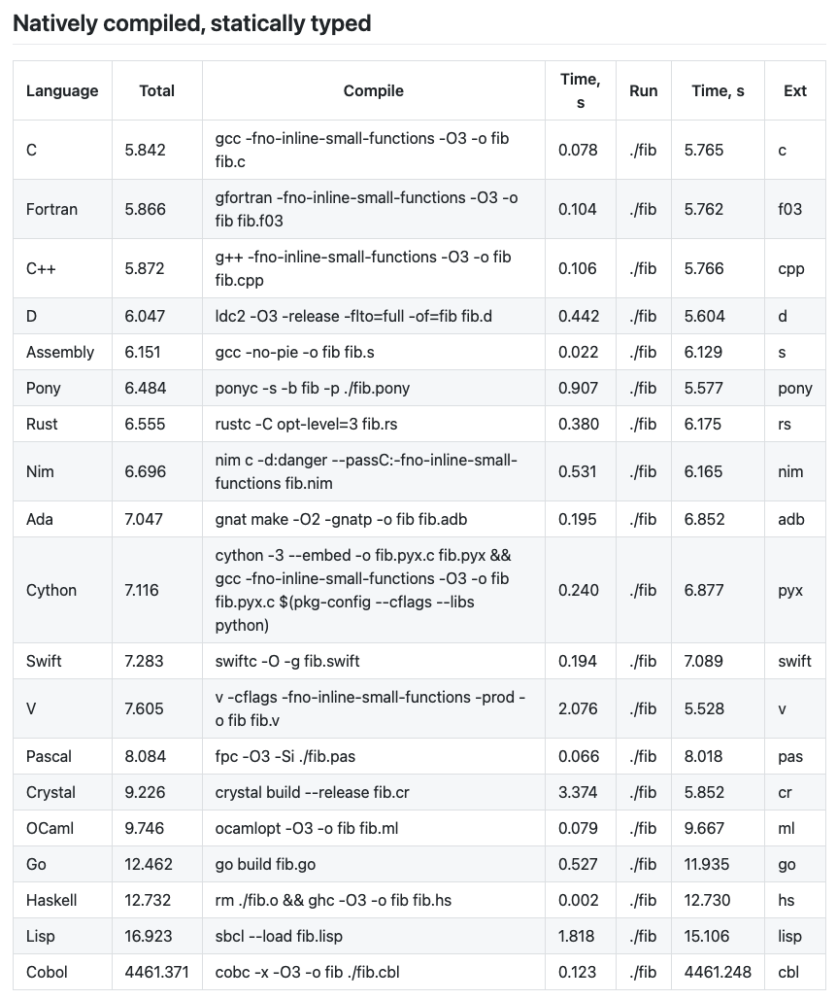 Natively compiled, statically typed
Language Total Compile Time, s Run Time, s Ext
C 5.842 gcc -fno-inline-small-functions -O3 -o fib fib.c 0.078 ./fib 5.765 c
Fortran 5.866 gfortran -fno-inline-small-functions -O3 -o fib fib.f03 0.104 ./fib 5.762 f03
C++ 5.872 g++ -fno-inline-small-functions -O3 -o fib fib.cpp 0.106 ./fib 5.766 cpp
D 6.047 ldc2 -O3 -release -flto=full -of=fib fib.d 0.442 ./fib 5.604 d
Assembly 6.151 gcc -no-pie -o fib fib.s 0.022 ./fib 6.129 s
Pony 6.484 ponyc -s -b fib -p ./fib.pony 0.907 ./fib 5.577 pony
Rust 6.555 rustc -C opt-level=3 fib.rs 0.380 ./fib 6.175 rs
Nim 6.696 nim c -d:danger --passC:-fno-inline-small-functions fib.nim 0.531 ./fib 6.165 nim
Ada 7.047 gnat make -O2 -gnatp -o fib fib.adb 0.195 ./fib 6.852 adb
Cython 7.116 cython -3 --embed -o fib.pyx.c fib.pyx && gcc -fno-inline-small-functions -O3 -o fib fib.pyx.c $(pkg-config --cflags --libs python) 0.240 ./fib 6.877 pyx
Swift 7.283 swiftc -O -g fib.swift 0.194 ./fib 7.089 swift
V 7.605 v -cflags -fno-inline-small-functions -prod -o fib fib.v 2.076 ./fib 5.528 v
Pascal 8.084 fpc -O3 -Si ./fib.pas 0.066 ./fib 8.018 pas
Crystal 9.226 crystal build --release fib.cr 3.374 ./fib 5.852 cr
OCaml 9.746 ocamlopt -O3 -o fib fib.ml 0.079 ./fib 9.667 ml
Go 12.462 go build fib.go 0.527 ./fib 11.935 go
Haskell 12.732 rm ./fib.o && ghc -O3 -o fib fib.hs 0.002 ./fib 12.730 hs
Lisp 16.923 sbcl --load fib.lisp 1.818 ./fib 15.106 lisp
Cobol 4461.371 cobc -x -O3 -o fib ./fib.cbl 0.123 ./fib 4461.248 cbl